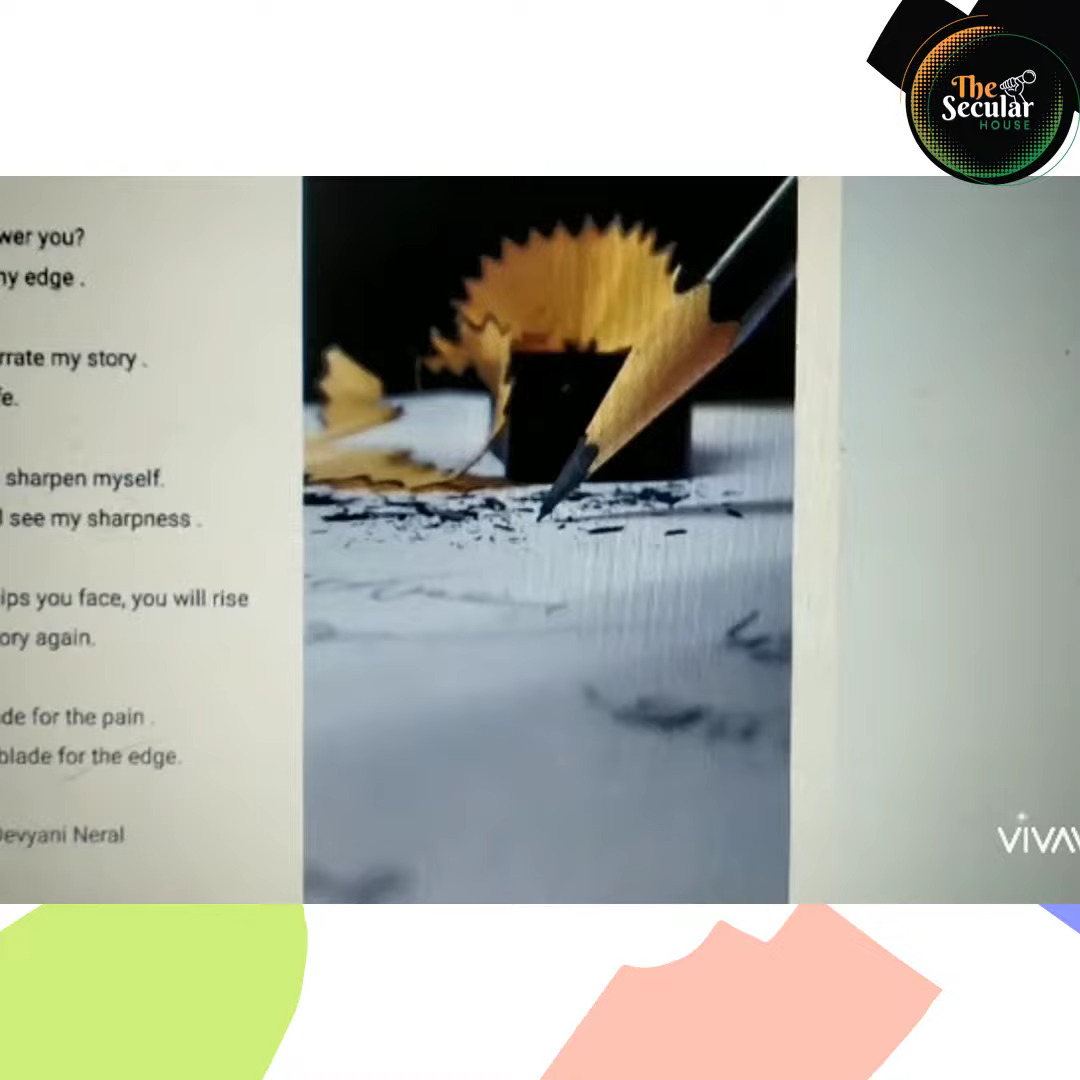 The
Secular
HOUSE
wer you?
ny edge .
rrate my story .
fe.
sharpen myself.
l see my sharpness .
ips you face, you will rise
ory again.
de for the pain .
blade for the edge.
Devyani Neral
VIVAV